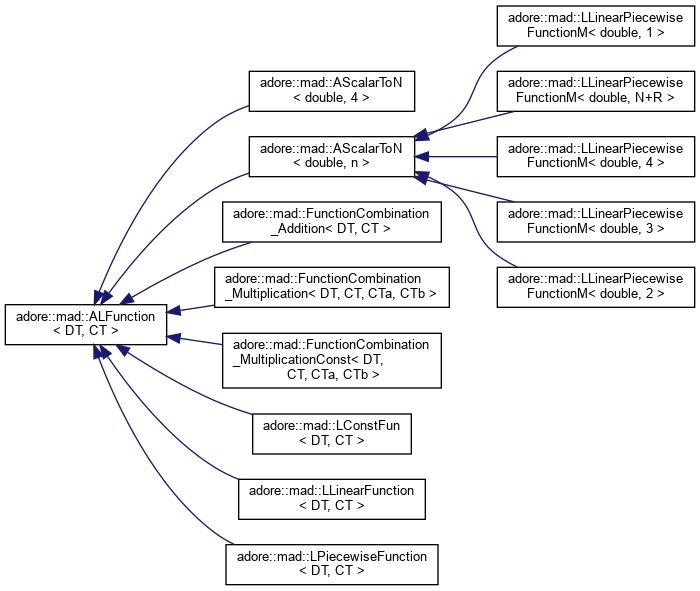 adore::mad::ALFunction
< DT, CT >
adore::mad::AScalarToN
< double, 4 >
adore::mad::AScalarToN
< double, n >
adore::mad::FunctionCombination
_Addition< DT, CT >
adore::mad::FunctionCombination
_Multiplication< DT, CT, CTa, CTb >
adore::mad::FunctionCombination
_MultiplicationConst< DT,
CT, CTa, CTb >
adore::mad::LConstFun
< DT, CT >
adore::mad::LLinearFunction
< DT, CT >
adore::mad::LPiecewiseFunction
< DT, CT >
adore::mad::LLinearPiecewise
FunctionM< double, 1 >
adore::mad::LLinearPiecewise
FunctionM< double, N+R >
adore::mad::LLinearPiecewise
FunctionM< double, 4 >
adore::mad::LLinearPiecewise
FunctionM< double, 3 >
adore::mad::LLinearPiecewise
FunctionM< double, 2 >